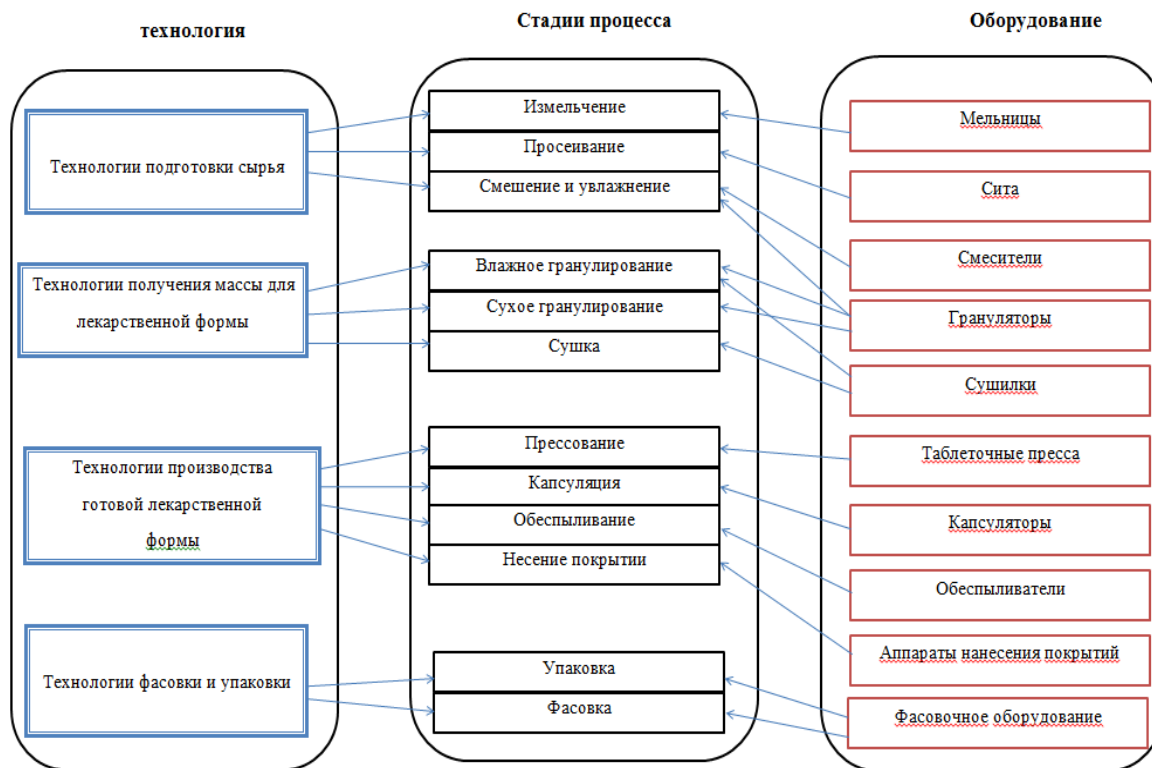 технология
Стадии процесса
Оборудование
Технологии подготовки сырья
Технологии получения массы для
лекарственной формы
Технологии производства
готовой лекарственной
формы
Технологии фасовки и упаковки
Измельчение
Просеивание
Смешение и увлажнение
Влажное гранулирование
Сухое гранулирование
Сушка
Прессование
Капсуляция
Обеспыливание
Несение покрытии
Упаковка
Фасовка
Мельницы
Сита
Смесители
Грануляторы
Сушилки
Таблеточные пресса
Капсуляторы
Обеспыливатели
Аппараты нанесения покрытий
Фасовочное оборудование